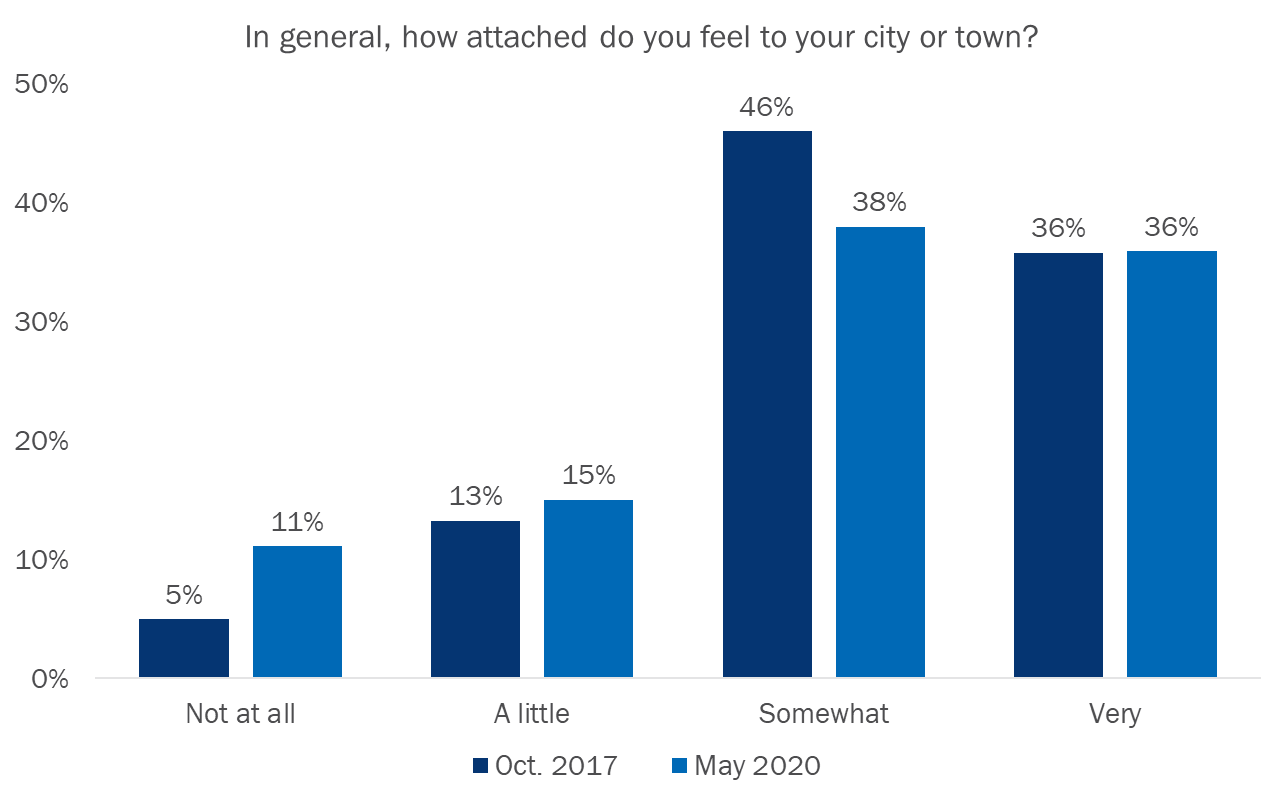 In general, how attached do you feel to your city or town?
50%
40%
30%
20%
10%
0%
5%
11%
13%
15%
46%
38%
36%
36%
Not at all
A little
Somewhat
Very
Oct. 2017
May 2020